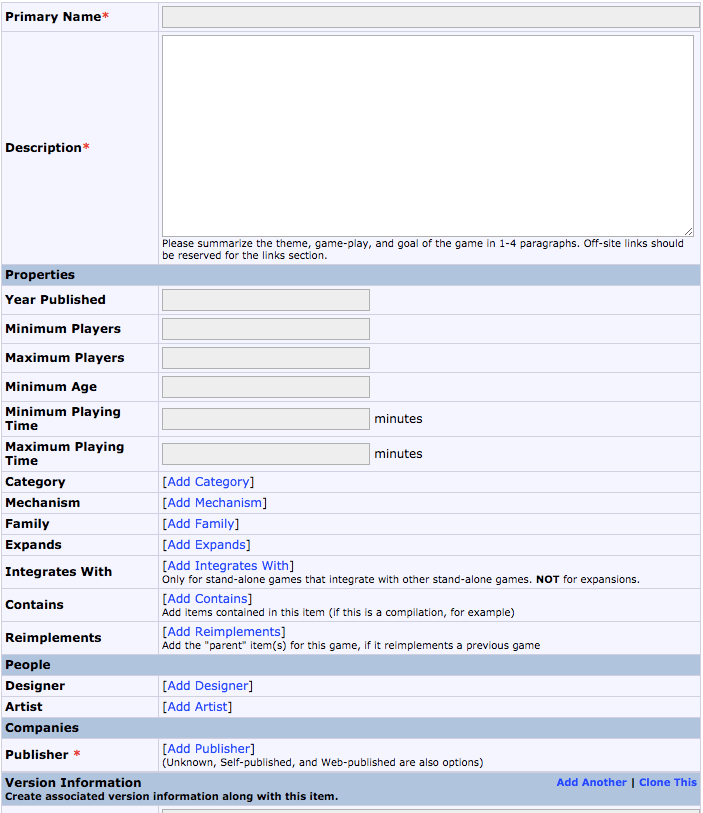 Primary Name*
Description*
Please summarize the theme, game-play, and goal of the game in 1-4 paragraphs. Off-site links should
be reserved for the links section.
Properties
Year Published
Minimum Players
Maximum Players
Minimum Age
Minimum Playing
Time
minutes
Maximum Playing
Time
minutes
Category [Add Category]
Mechanism [Add Mechanism]
Family [Add Family]
Expands [Add Expands]
Integrates With [Add Integrates With]
Only for stand-alone games that integrate with other stand-alone games. NOT for expansions.
Contains [Add Contains]
Add items contained in this item (if this is a compilation, for example)
Reimplements [Add Reimplements]
Add the "parent" item(s) for this game, if it reimplements a previous game
People
Designer [Add Designer]
Artist [Add Artist]
Companies
Publisher * [Add Publisher]
(Unknown, Self-published, and Web-published are also options)
Version Information Add Another | Clone This
Create associated version information along with this item.